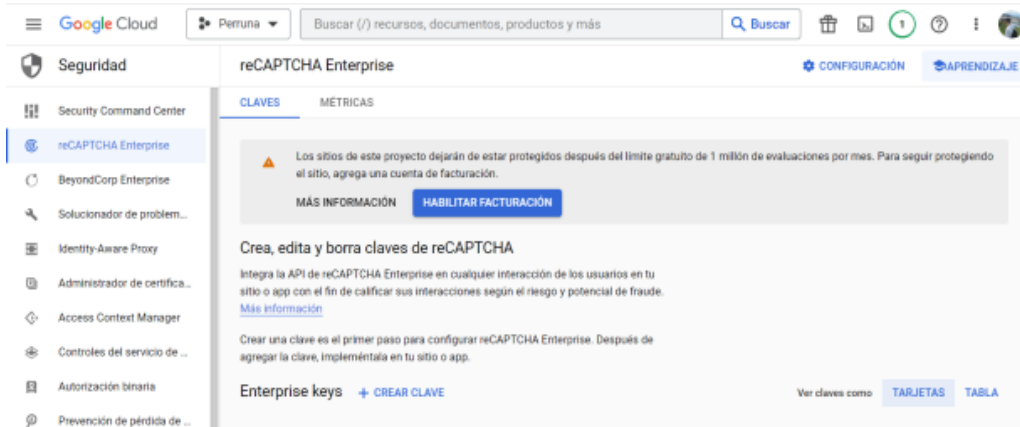 Google Cloud
Perruna
Buscar (/) recursos, documentos, productos y más
Buscar
1
Seguridad
reCAPTCHA Enterprise
CONFIGURACIÓN
APRENDIZAJE
CLAVES
MÉTRICAS
Security Command Center
reCAPTCHA Enterprise
BeyondCorp Enterprise
Solucionador de problem...
Identity-Aware Proxy
Administrador de certifica...
Access Context Manager
Controles del servicio de ...
Autorización binaria
Prevención de pérdida de ...
Los sitios de este proyecto dejarán de estar protegidos después del límite gratuito de 1 millón de evaluaciones por mes. Para seguir protegiendo
el sitio, agrega una cuenta de facturación.
MÁS INFORMACIÓN
HABILITAR FACTURACIÓN
Crea, edita y borra claves de reCAPTCHA
Integra la API de reCAPTCHA Enterprise en cualquier interacción de los usuarios en tu
sitio o app con el fin de calificar sus interacciones según el riesgo y potencial de fraude.
Más información
Crear una clave es el primer paso para configurar reCAPTCHA Enterprise. Después de
agregar la clave, impleméntala en tu sitio o app.
Enterprise keys
+ CREAR CLAVE
Ver claves como
TARJETAS
TABLA